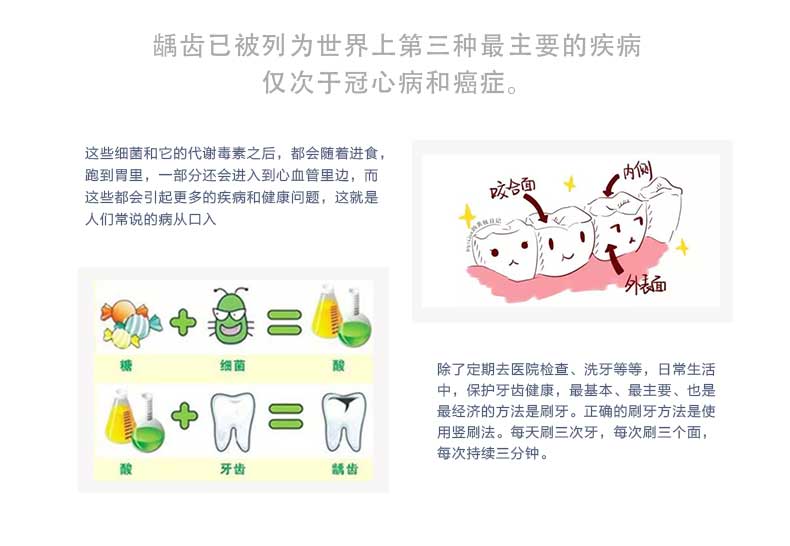 龋齿已被列为世界上第三种最主要的疾病
仅次于冠心病和癌症。
这些细菌和它的代谢毒素之后，都会随着进食，
跑到胃里，一部分还会进入到心血管里边，而
这些都会引起更多的疾病和健康问题，这就是
人们常说的病从口入
糖 细菌 酸
酸 牙齿 龋齿
咬合面
内侧
外表面
除了定期去医院检查、洗牙等等，日常生活
中，保护牙齿健康，最基本、最主要、也是
最经济的方法是刷牙。正确的刷牙方法是使
用竖刷法。每天刷三次牙，每次刷三个面，
每次持续三分钟。